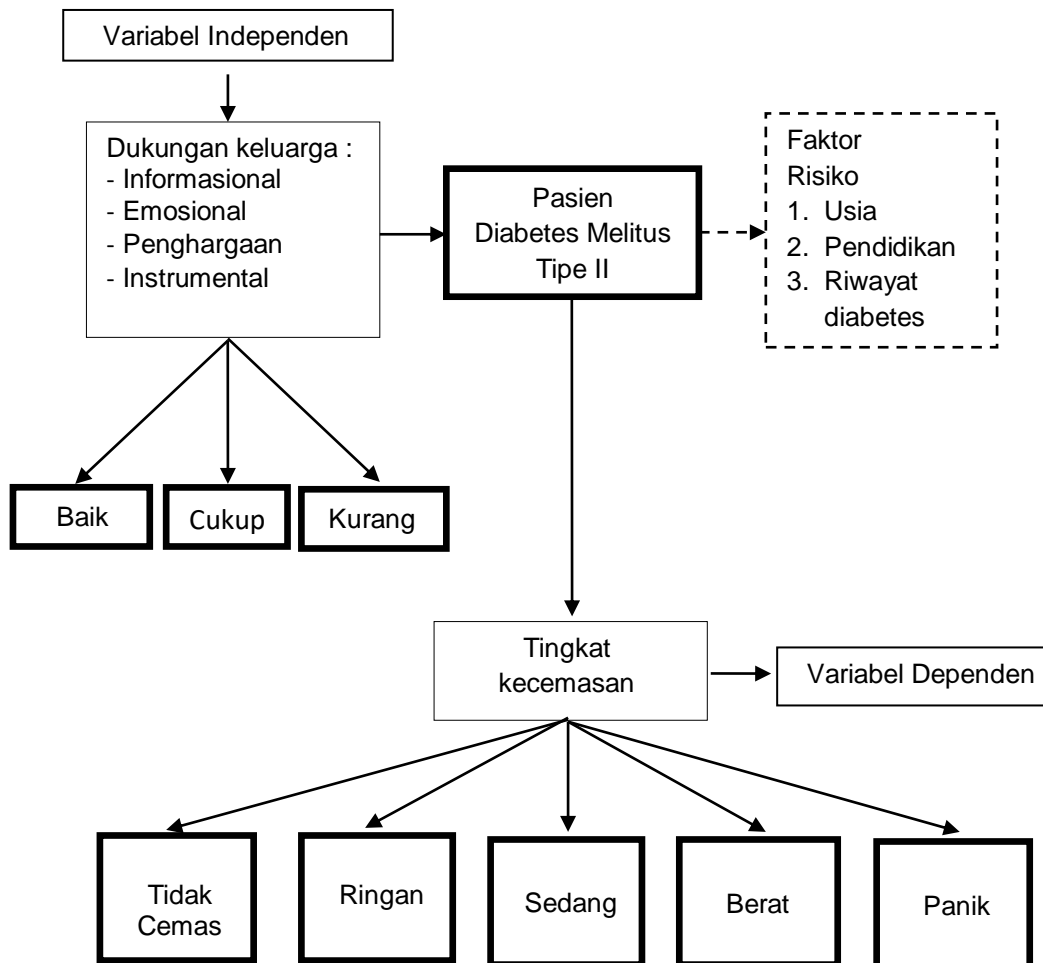 Variabel Independen
Dukungan keluarga :
- Informasional
- Emosional
- Penghargaan
- Instrumental
Pasien
Diabetes Melitus
Tipe II
Faktor
Risiko
1. Usia
2. Pendidikan
3. Riwayat
diabetes
Baik
Cukup
Kurang
Tingkat
kecemasan
Variabel Dependen
Tidak
Cemas
Ringan
Sedang
Berat
Panik